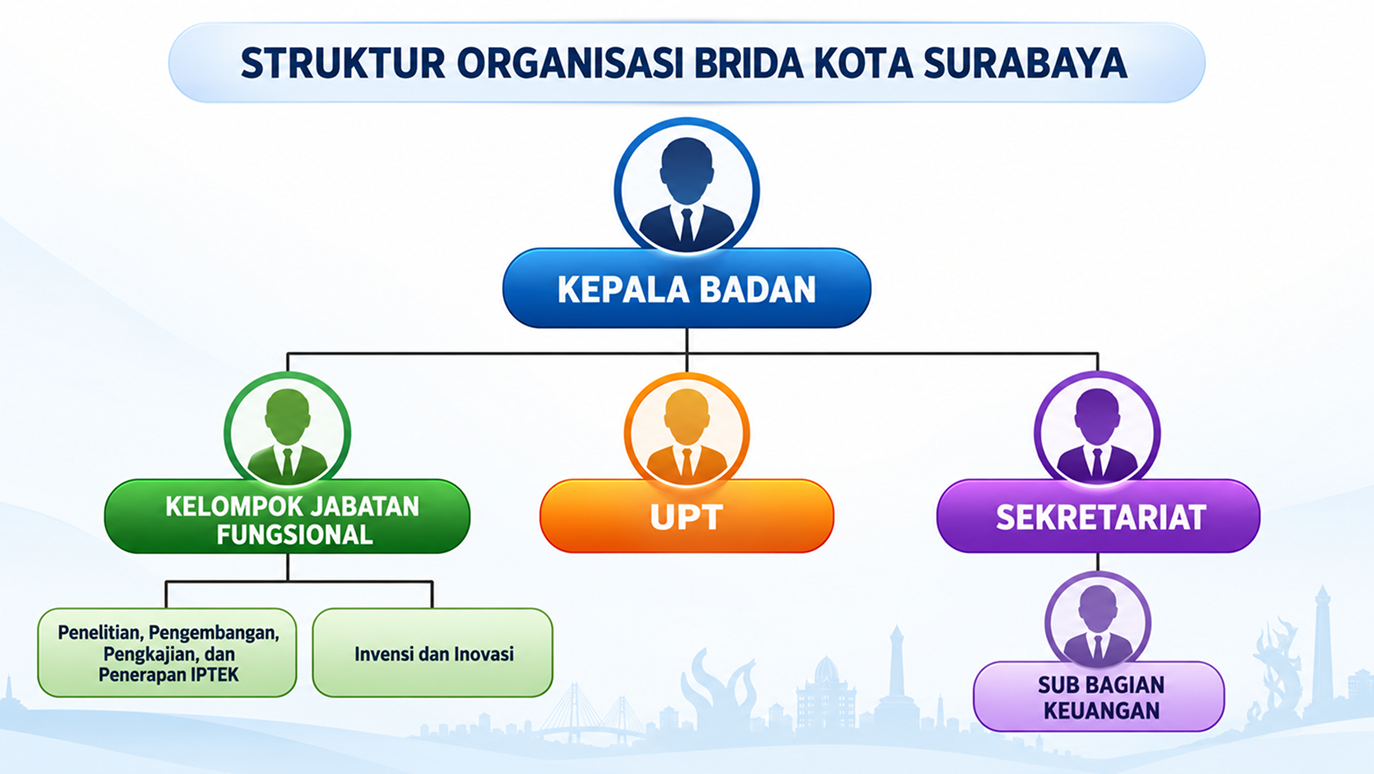 STRUKTUR ORGANISASI BRIDA KOTA SURABAYA
KEPALA BADAN
KELOMPOK JABATAN
FUNGSIONAL
UPT
SEKRETARIAT
Penelitian, Pengembangan,
Pengkajian, dan
Penerapan IPTEK
Invensi dan Inovasi
SUB BAGIAN
KEUANGAN